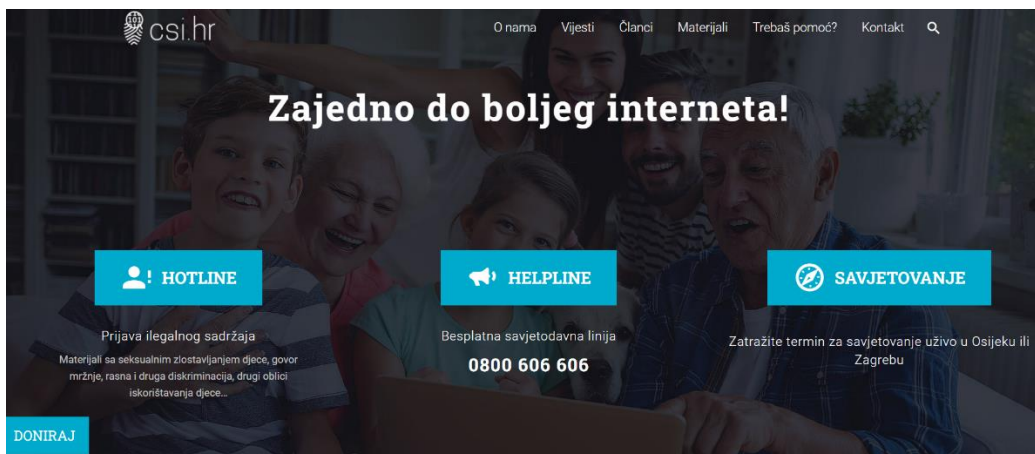 101
csi.hr
O nama Vijesti Članci Materijali Trebaš pomoć? Kontakt
Zajedno do boljeg interneta!
HOTLINE
Prijava ilegalnog sadržaja
Materijali sa seksualnim zlostavljanjem djece, govor
mržnje, rasna i druga diskriminacija, drugi oblici
iskorištavanja djece...
HELPLINE
Besplatna savjetodavna linija
0800 606 606
SAVJETOVANJE
Zatražite termin za savjetovanje uživo u Osijeku ili
Zagrebu
DONIRAJ